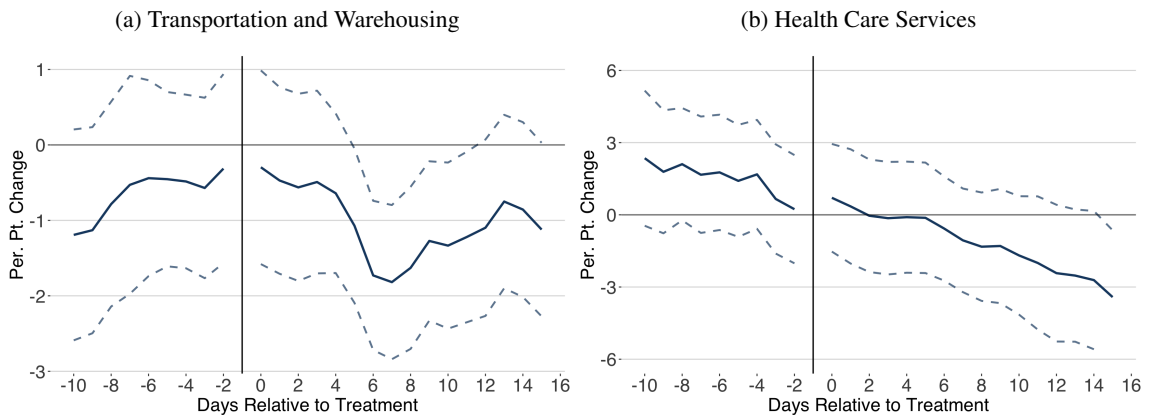 (a) Transportation and Warehousing
Per. Pt. Change
1
0
-1
-2
-3
-10 -8 -6 -4 -2 0 2 4 6 8 10 12 14 16
Days Relative to Treatment
(b) Health Care Services
Per. Pt. Change
6
3
0
-3
-6
-10 -8 -6 -4 -2 0 2 4 6 8 10 12 14 16
Days Relative to Treatment